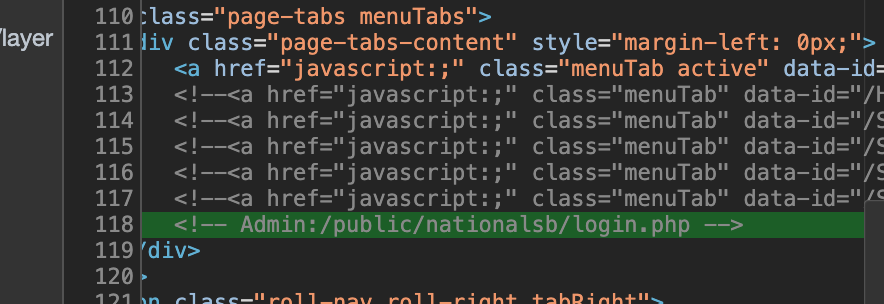 /layer
110 class="page-tabs menuTabs">
111 div class="page-tabs-content" style="margin-left: 0px;">
112 <a href="javascript:;" class="menuTab active" data-id=
113 <!--<a href="javascript:;" class="menuTab" data-id="/H
114 <!--<a href="javascript:;" class="menuTab" data-id="/S
115 <!--<a href="javascript:;" class="menuTab" data-id="/S
116 <!--<a href="javascript:;" class="menuTab" data-id="/S
117 <!--<a href="javascript:;" class="menuTab" data-id="/S
118 <!-- Admin:/public/nationalsb/login.php -->
119 /div>
120 >
121 on class="roll-nav roll-right tabRight">